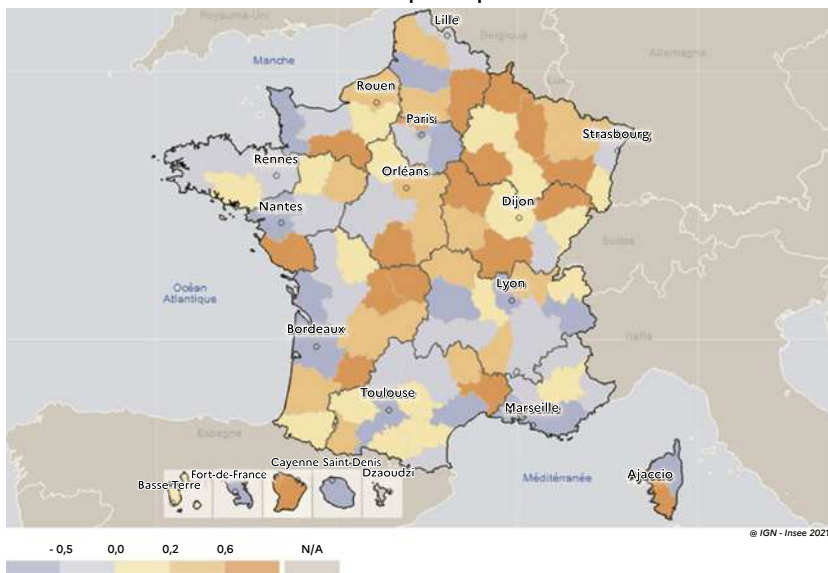 Lille
Royaume-Uni
Belgique
Allemagne
Manche
Rouen
Paris
Strasbourg
Rennes
Orléans
Nantes
Dijon
Suisse
Océan
Atlantique
Lyon
Italie
Bordeaux
Toulouse
Marseille
Espagne
Cayenne Saint-Denis
Fort-de-France
Dzaoudzi
Basse-Terre
Méditérranée
Ajaccio
@ IGN - Insee 2021
- 0,5 0,0 0,2 0,6 N/A